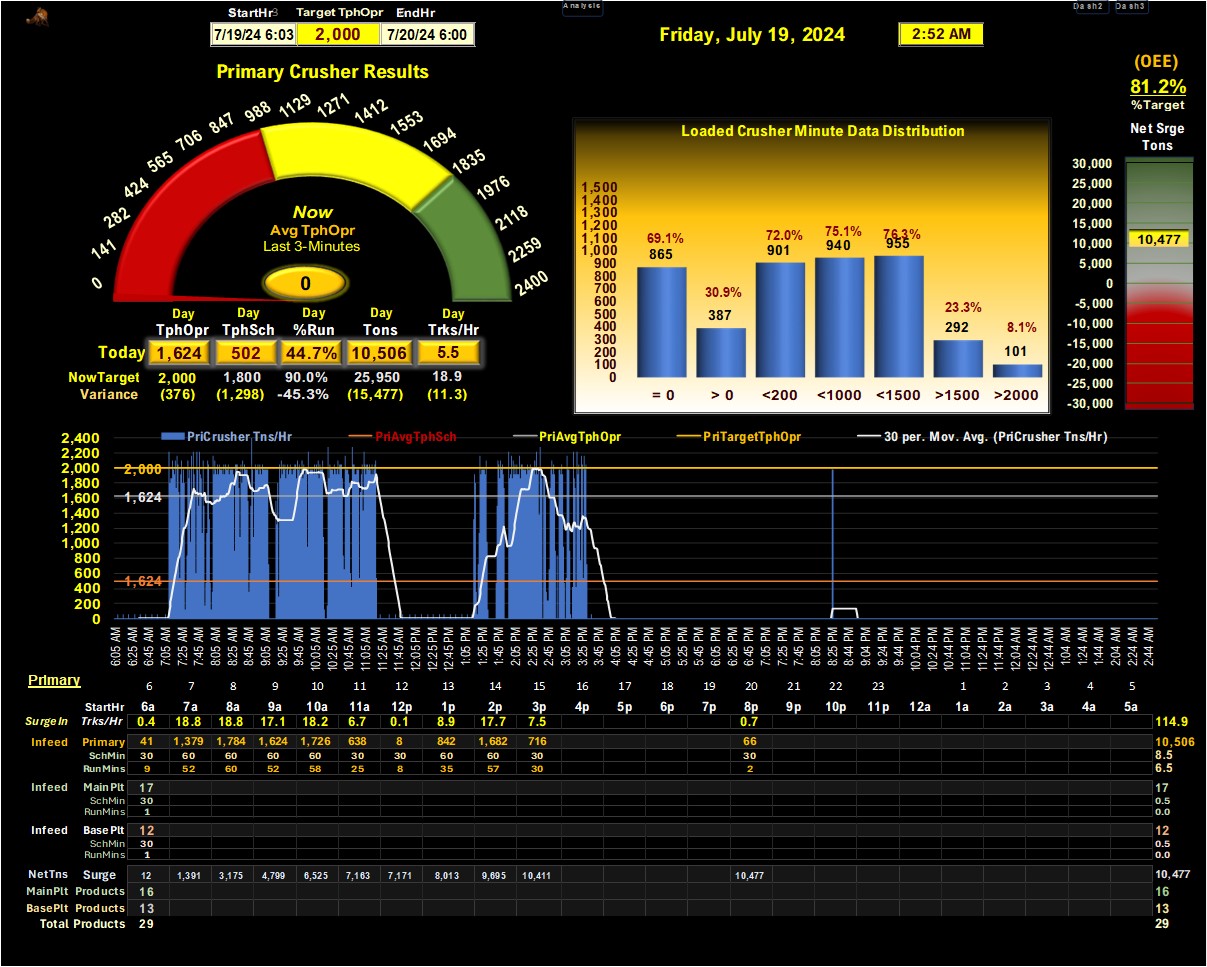 Analysis
Dash2 Dash3
StartHr3 Target TphOpr EndHr
7/19/24 6:03 2,000 7/20/24 6:00
Friday, July 19, 2024
2:52 AM
(OEE)
81.2%
%Target
Net Srge
Tons
30,000
25,000
20,000
15,000
10,000
5,000
0
-5,000
-10,000
-15,000
-20,000
-25,000
-30,000
10,477
Primary Crusher Results
0
141
282
424
565
706
847
988
1129
1271
1412
1553
1694
1835
1976
2118
2259
2400
Now
Avg TphOpr
Last 3-Minutes
0
Day Day Day Day Day
TphOpr TphSch %Run Tons Trks/Hr
Today 1,624 502 44.7% 10,506 5.5
NowTarget 2,000 1,800 90.0% 25,950 18.9
Variance (376) (1,298) -45.3% (15,477) (11.3)
Loaded Crusher Minute Data Distribution
1,500
1,400
1,300
1,200
1,100
1,000
900
800
700
600
500
400
300
200
100
0
69.1% 30.9% 72.0% 75.1% 76.3% 23.3% 8.1%
865 387 901 940 955 292 101
= 0 > 0 <200 <1000 <1500 >1500 >2000
PriCrusher Tns/Hr PriAvgTphSch PriAvgTphOpr PriTargetTphOpr 30 per. Mov. Avg. (PriCrusher Tns/Hr)
2,400
2,200
2,000
1,800
1,600
1,400
1,200
1,000
800
600
400
200
0
2,000
1,624
1,624
6:05 AM 6:25 AM 6:45 AM 7:05 AM 7:25 AM 7:45 AM 8:05 AM 8:25 AM 8:45 AM 9:05 AM 9:25 AM 9:45 AM 10:05 AM 10:25 AM 10:45 AM 11:05 AM 11:25 AM 11:45 AM 12:05 PM 12:25 PM 12:45 PM 1:05 PM 1:25 PM 1:45 PM 2:05 PM 2:25 PM 2:45 PM 3:05 PM 3:25 PM 3:45 PM 4:05 PM 4:25 PM 4:45 PM 5:05 PM 5:25 PM 5:45 PM 6:05 PM 6:25 PM 6:45 PM 7:05 PM 7:25 PM 7:45 PM 8:05 PM 8:25 PM 8:44 PM 9:04 PM 9:24 PM 9:44 PM 10:04 PM 10:24 PM 10:44 PM 11:04 PM 11:24 PM 11:44 PM 12:04 AM 12:24 AM 12:44 AM 1:04 AM 1:24 AM 1:44 AM 2:04 AM 2:24 AM 2:44 AM
Primary
6 7 8 9 10 11 12 13 14 15 16 17 18 19 20 21 22 23 1 2 3 4 5
StartHr 6a 7a 8a 9a 10a 11a 12p 1p 2p 3p 4p 5p 6p 7p 8p 9p 10p 11p 12a 1a 2a 3a 4a 5a
SurgeIn Trks/Hr 0.4 18.8 18.8 17.1 18.2 6.7 0.1 8.9 17.7 7.5 0.7 114.9
Infeed Primary 41 1,379 1,784 1,624 1,726 638 8 842 1,682 716 66 10,506
SchMin 30 60 60 60 60 30 30 60 60 30 30 8.5
RunMins 9 52 60 52 58 25 8 35 57 30 2 6.5
Infeed MainPlt 17 17
SchMin 30 0.5
RunMins 1 0.0
Infeed BasePlt 12 12
SchMin 30 0.5
RunMins 1 0.0
NetTns Surge 12 1,391 3,175 4,799 6,525 7,163 7,171 8,013 9,695 10,411 10,477 10,477
MainPlt Products 16 16
BasePlt Products 13 13
Total Products 29 29